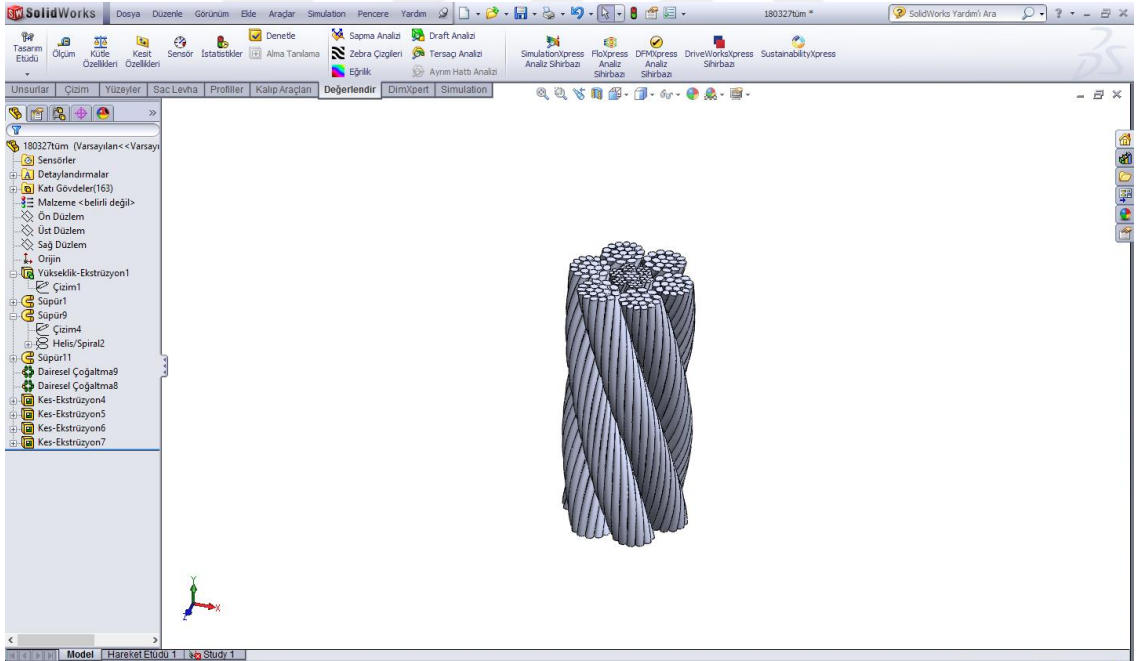 SolidWorks Dosya Düzenle Görünüm Ekle Araçlar Simulation Pencere Yardım 180327tüm * SolidWorks Yardım'ı Ara
Tasarım Etüdü
Ölçüm
Kütle Özellikleri
Kesit Özellikleri
Sensör
İstatistikler
Denetle
Alma Tanılama
Sapma Analizi
Zebra Çizgileri
Eğrilik
Draft Analizi
Tersaçı Analizi
Ayrım Hattı Analizi
SimulationXpress Analiz Sihirbazı
FloXpress Analiz Sihirbazı
DFMXpress Analiz Sihirbazı
DriveWorksXpress Sihirbazı
SustainabilityXpress
Unsurlar Çizim Yüzeyler Sac Levha Profiller Kalıp Araçları Değerlendir DimXpert Simulation
180327tüm (Varsayılan<<Varsayı
Sensörler
Detaylandırmalar
Katı Gövdeler(163)
Malzeme <belirli değil>
Ön Düzlem
Üst Düzlem
Sağ Düzlem
Orijin
Yükseklik-Ekstrüzyon1
Çizim1
Süpür1
Süpür9
Çizim4
Helis/Spiral2
Süpür11
Dairesel Çoğaltma9
Dairesel Çoğaltma8
Kes-Ekstrüzyon4
Kes-Ekstrüzyon5
Kes-Ekstrüzyon6
Kes-Ekstrüzyon7
Y
X
Z
Model Hareket Etüdü 1 Study 1